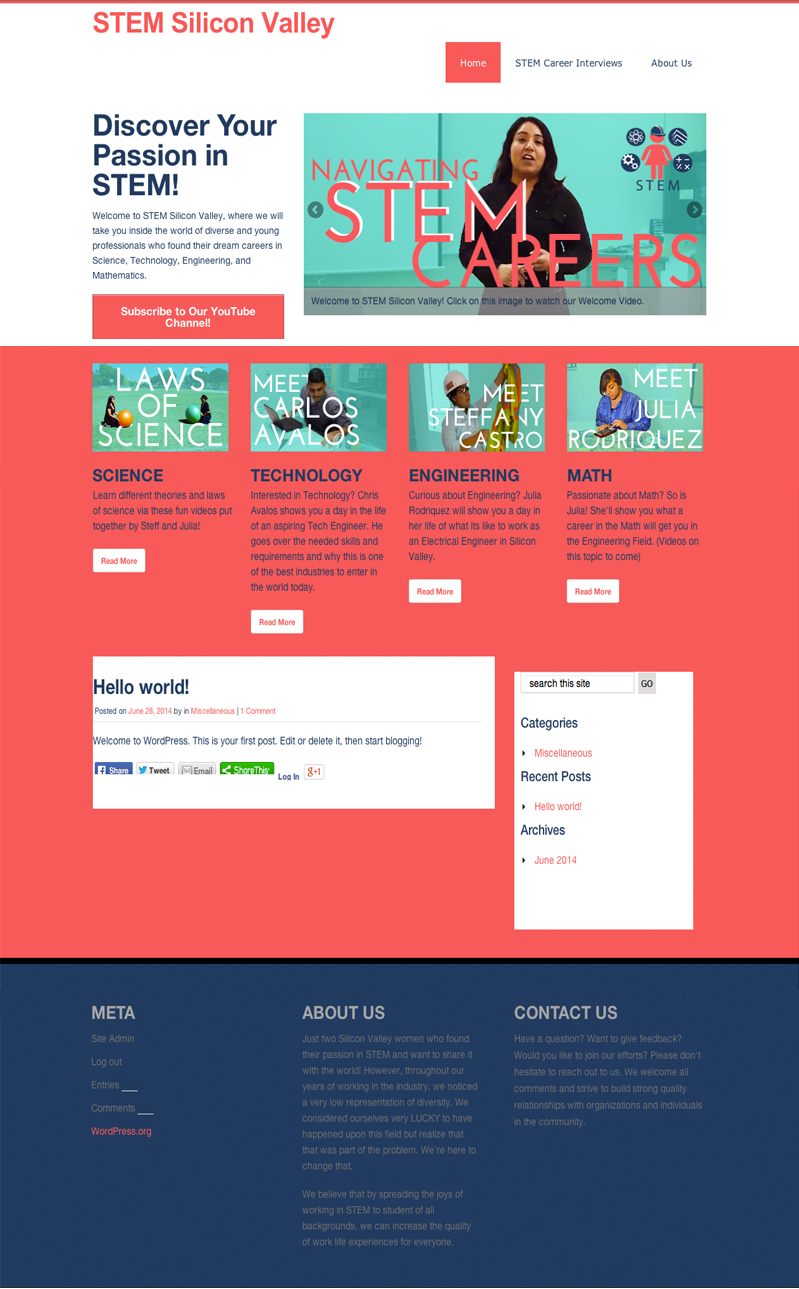 STEM Silicon Valley
Home
STEM Career Interviews
About Us
Discover Your
Passion in
STEM!
Welcome to STEM Silicon Valley, where we will
take you inside the world of diverse and young
professionals who found their dream careers in
Science, Technology, Engineering, and
Mathematics.
Subscribe to Our YouTube
Channel!
NAVIGATING
STEM
CAREERS
STEM
Welcome to STEM Silicon Valley! Click on this image to watch our Welcome Video.
LAWS
OF
SCIENCE
SCIENCE
Learn different theories and laws
of science via these fun videos put
together by Steff and Julia!
Read More
MEET
CARLOS
AVALOS
TECHNOLOGY
Interested in Technology? Chris
Avalos shows you a day in the life
of an aspiring Tech Engineer. He
goes over the needed skills and
requirements and why this is one
of the best industries to enter in
the world today.
Read More
MEET
STEFFANY
CASTRO
ENGINEERING
Curious about Engineering? Julia
Rodriquez will show you a day in
her life of what its like to work as
an Electrical Engineer in Silicon
Valley.
Read More
MEET
JULIA
RODRIQUEZ
MATH
Passionate about Math? So is
Julia! She'll show you what a
career in the Math will get you in
the Engineering Field. (Videos on
this topic to come)
Read More
Hello world!
Posted on June 28, 2014 by in Miscellaneous | 1 Comment
Welcome to WordPress. This is your first post. Edit or delete it, then start blogging!
Share
Tweet
Email
ShareThis
Log In
g+1
search this site
GO
Categories
Miscellaneous
Recent Posts
Hello world!
Archives
June 2014
META
Site Admin
Log out
Entries
Comments
WordPress.org
ABOUT US
Just two Silicon Valley women who found
their passion in STEM and want to share it
with the world! However, throughout our
years of working in the industry, we noticed
a very low representation of diversity. We
considered ourselves very LUCKY to have
happened upon this field but realize that
that was part of the problem. We're here to
change that.
We believe that by spreading the joys of
working in STEM to student of all
backgrounds, we can increase the quality
of work life experiences for everyone.
CONTACT US
Have a question? Want to give feedback?
Would you like to join our efforts? Please don't
hesitate to reach out to us. We welcome all
comments and strive to build strong quality
relationships with organizations and individuals
in the community.